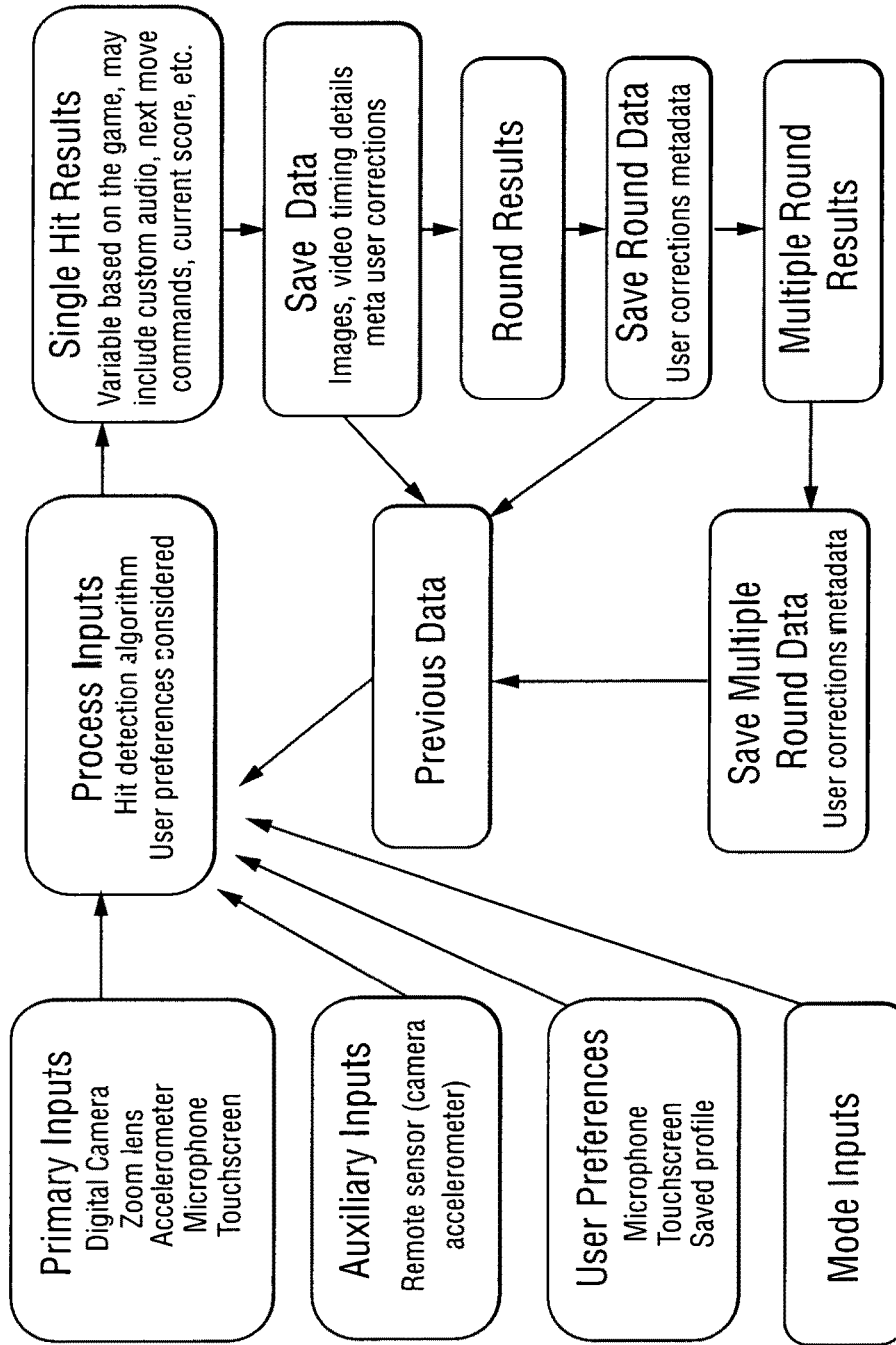 Primary Inputs
Digital Camera
Zoom lens
Accelerometer
Microphone
Touchscreen
Auxiliary Inputs
Remote sensor (camera
accelerometer)
User Preferences
Microphone
Touchscreen
Saved profile
Mode Inputs
Process Inputs
Hit detection algorithm
User preferences considered
Previous Data
Save Multiple
Round Data
User corrections metadata
Single Hit Results
Variable based on the game, may
include custom audio, next move
commands, current score, etc.
Save Data
Images, video timing details
meta user corrections
Round Results
Save Round Data
User corrections metadata
Multiple Round
Results